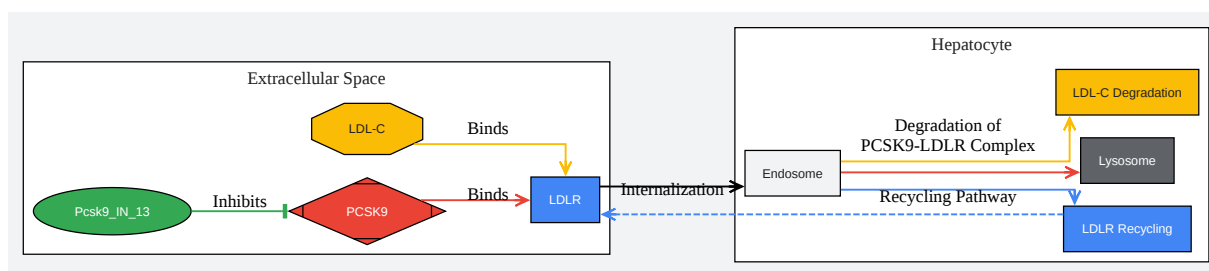 Hepatocyte
Extracellular Space
LDL-C Degradation
LDL-C
Binds
Degradation of
PCSK9-LDLR Complex
Lysosome
Endosome
Internalization
Binds
Recycling Pathway
LDLR
Inhibits
Pcsk9_IN_13
PCSK9
LDLR Recycling